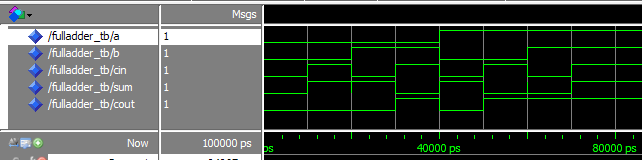 Msgs
/fulladder_tb/a 1
/fulladder_tb/b 1
/fulladder_tb/cin 1
/fulladder_tb/sum 1
/fulladder_tb/cout 1
Now 100000 ps 40000 ps 80000 ps